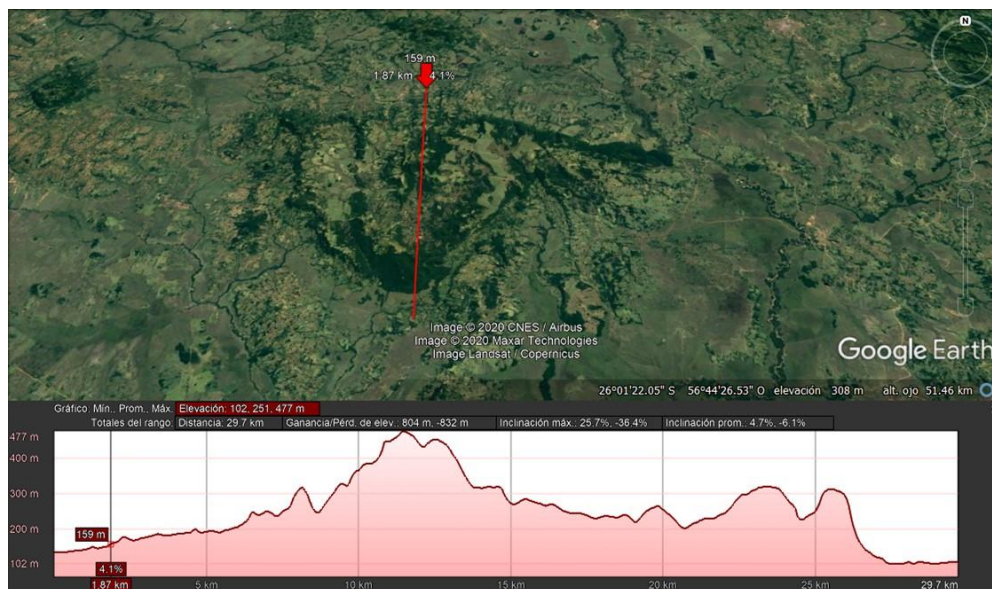 N
159 m
1.87 km 4.1%
Image © 2020 CNES / Airbus
Image © 2020 Maxar Technologies
Image Landsat / Copernicus
Google Earth
26°01'22.05" S 56°44'26.53" O elevación 308 m alt. ojo 51.46 km
Gráfico: Mín., Prom., Máx. Elevación: 102, 251, 477 m
Totales del rango: Distancia: 29.7 km Ganancia/Pérd. de elev.: 804 m, -832 m Inclinación máx.: 25.7%, -36.4% Inclinación prom.: 4.7%, -6.1%
477 m
400 m
300 m
200 m
159 m
102 m
4.1%
1.87 km 5 km 10 km 15 km 20 km 25 km 29.7 km